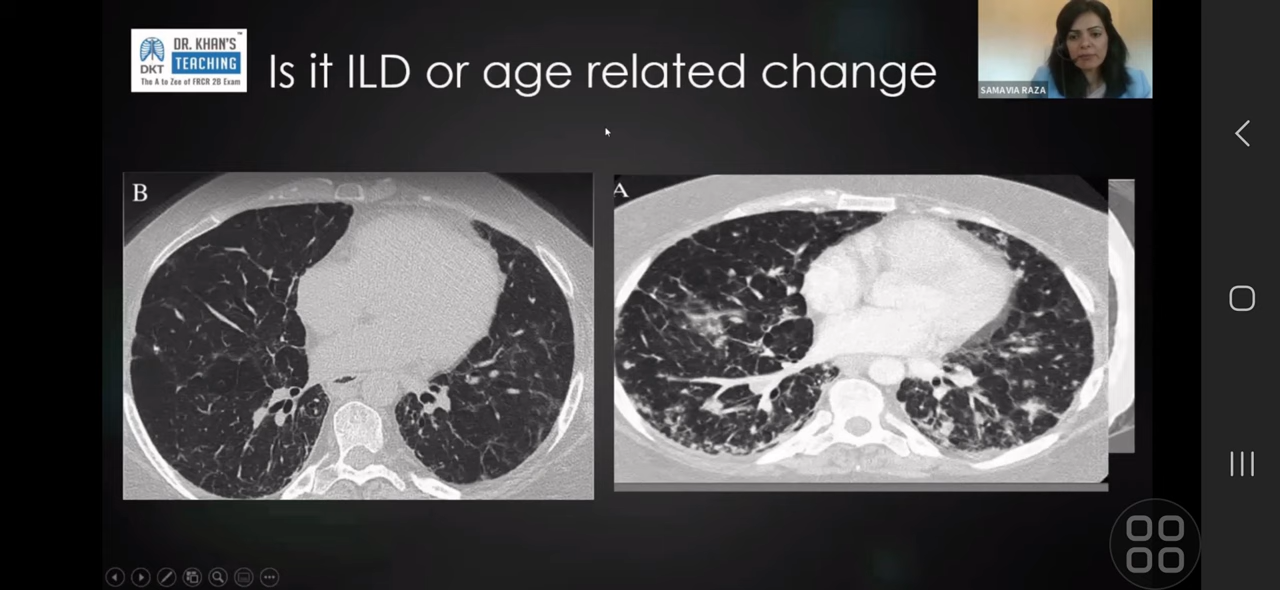 DR. KHAN'S
TEACHING
DKT
The A to Zee of FRCR 2B Exam
TM
Is it ILD or age related change
SAMAVIA RAZA
B
A